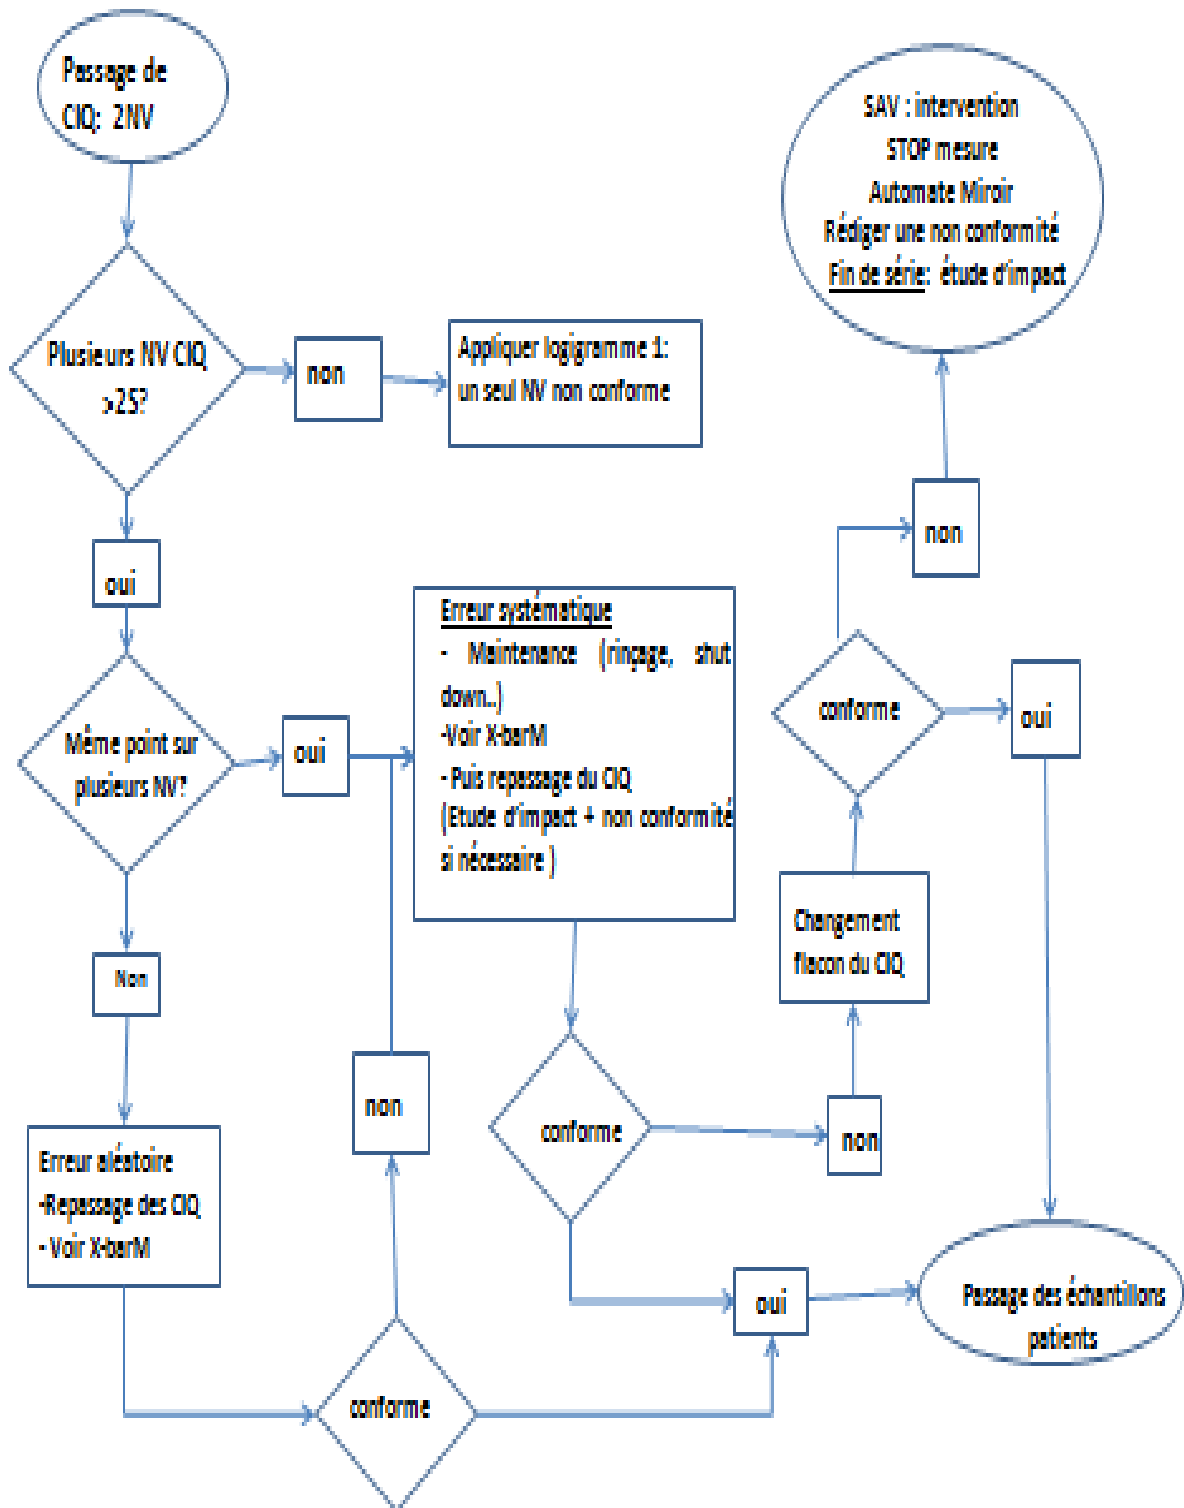 Passage de
CIQ: 2NV
SAV : intervention
STOP mesure
Automate Miroir
Rédiger une non conformité
Fin de série: étude d'impact
Plusieurs NV CIQ
>2S?
non
Appliquer logigramme 1:
un seul NV non conforme
non
oui
Erreur systématique
- Maintenance (rinçage, shut
down..)
-Voir X-barM
- Puis repassage du CIQ
(Etude d'impact + non conformité
si nécessaire )
conforme
oui
Même point sur
plusieurs NV?
oui
Changement
flacon du CIQ
Non
non
conforme
non
Erreur aléatoire
-Repassage des CIQ
- Voir X-barM
oui
Passage des échantillons
patients
conforme